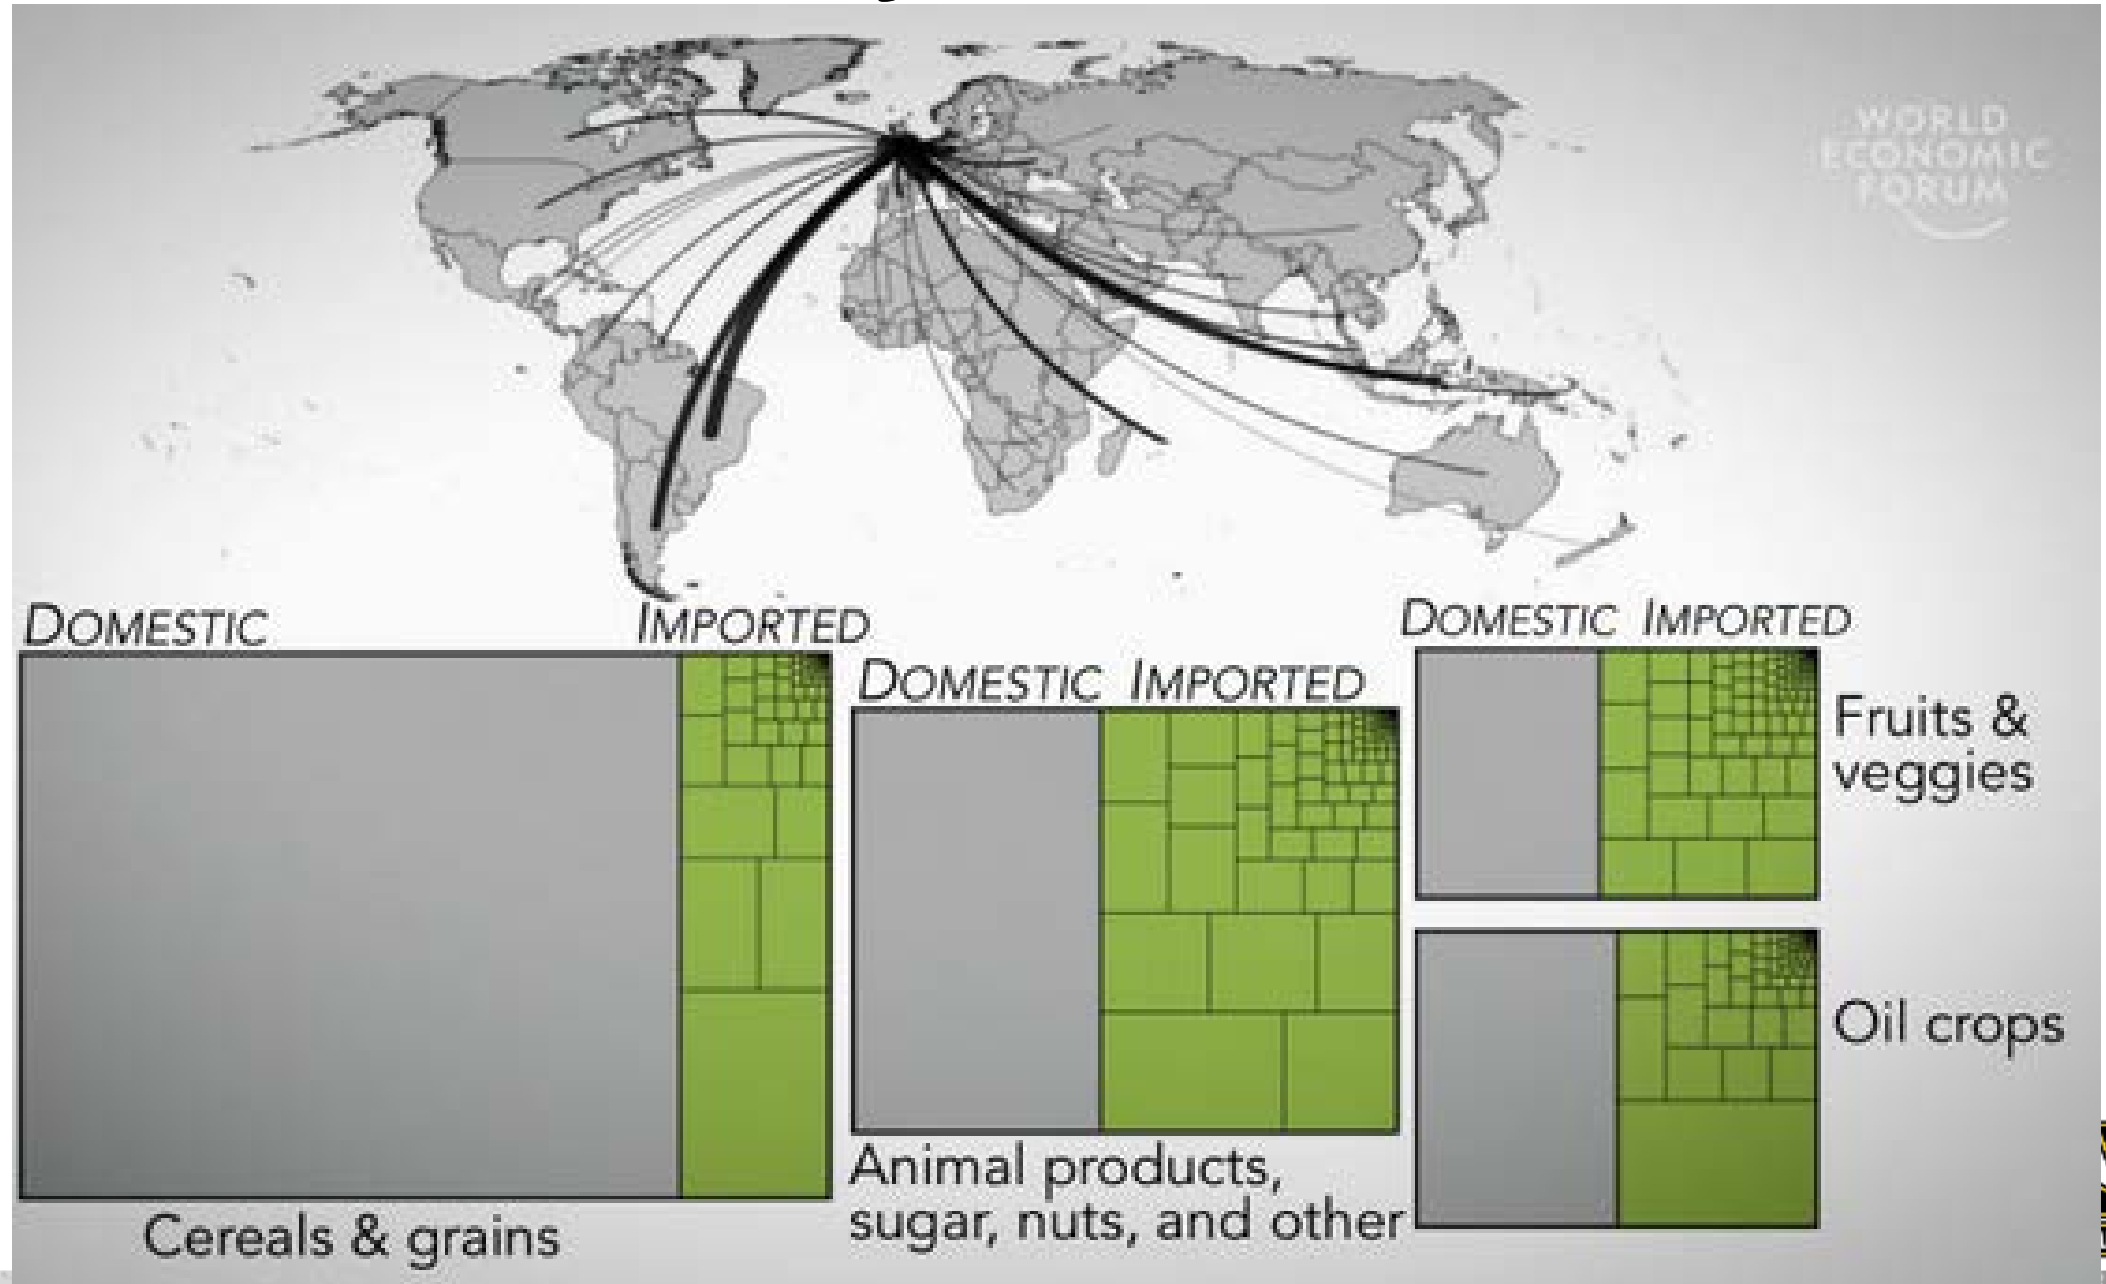 WORLD
ECONOMIC
FORUM
DOMESTIC IMPORTED
DOMESTIC IMPORTED
DOMESTIC IMPORTED
Fruits &
veggies
Oil crops
Animal products,
sugar, nuts, and other
Cereals & grains